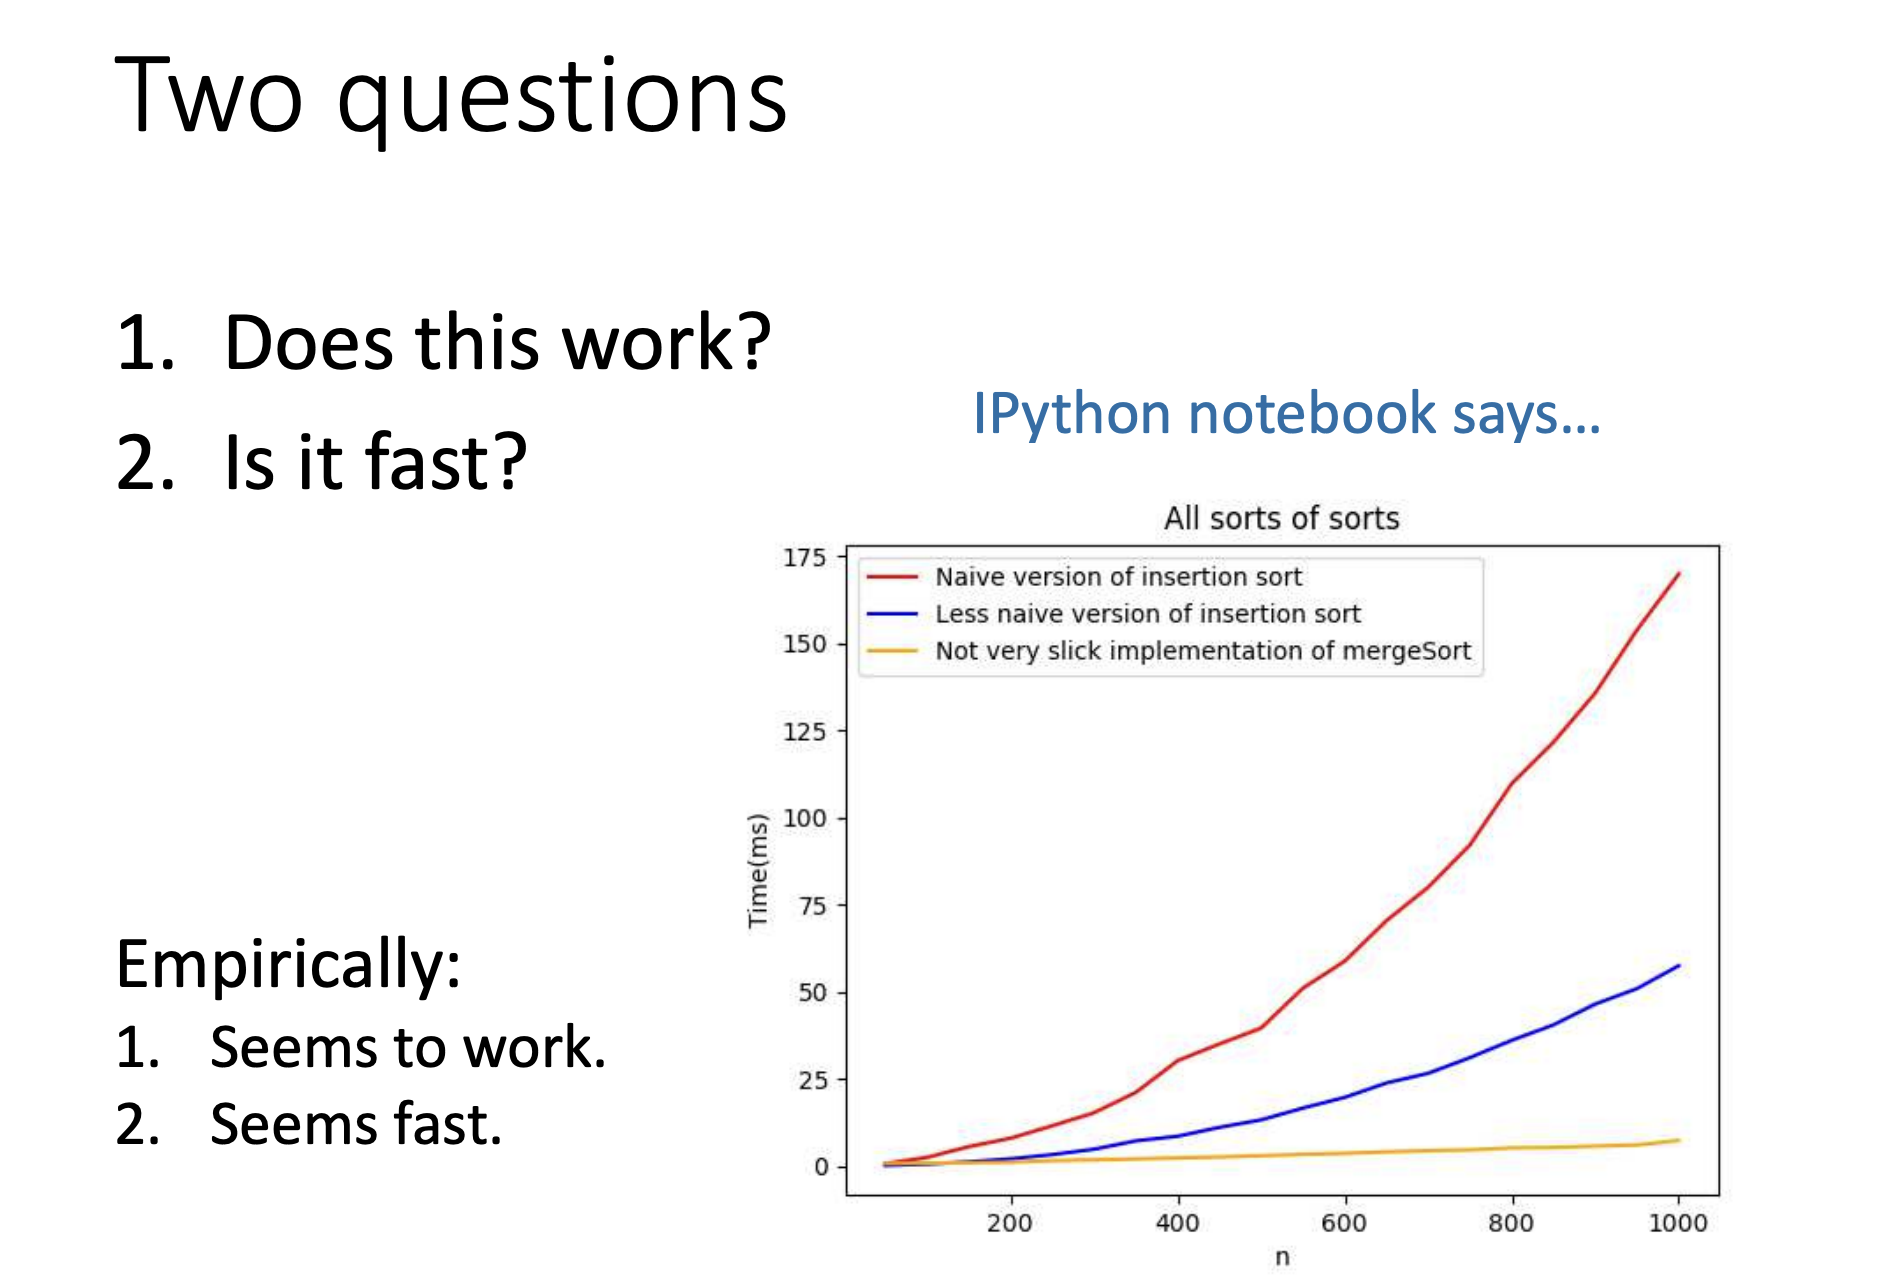 Two questions
1. Does this work?
2. Is it fast?
IPython notebook says...
All sorts of sorts
Naive version of insertion sort
Less naive version of insertion sort
Not very slick implementation of mergeSort
175
150
125
100
75
50
25
0
Time(ms)
200 400 600 800 1000
n
Empirically:
1. Seems to work.
2. Seems fast.